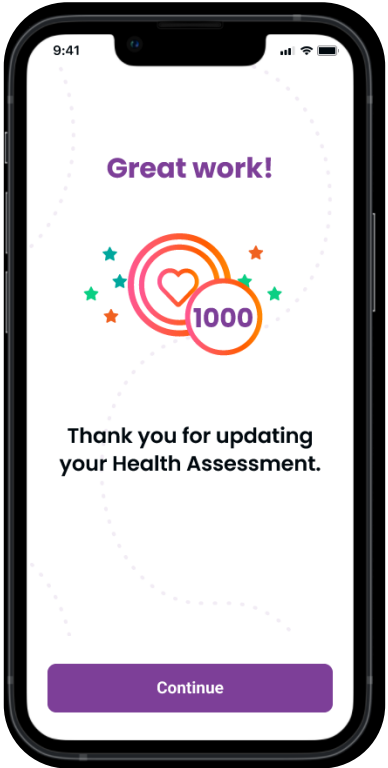 9:41
Great work!
1000
Thank you for updating
your Health Assessment.
Continue